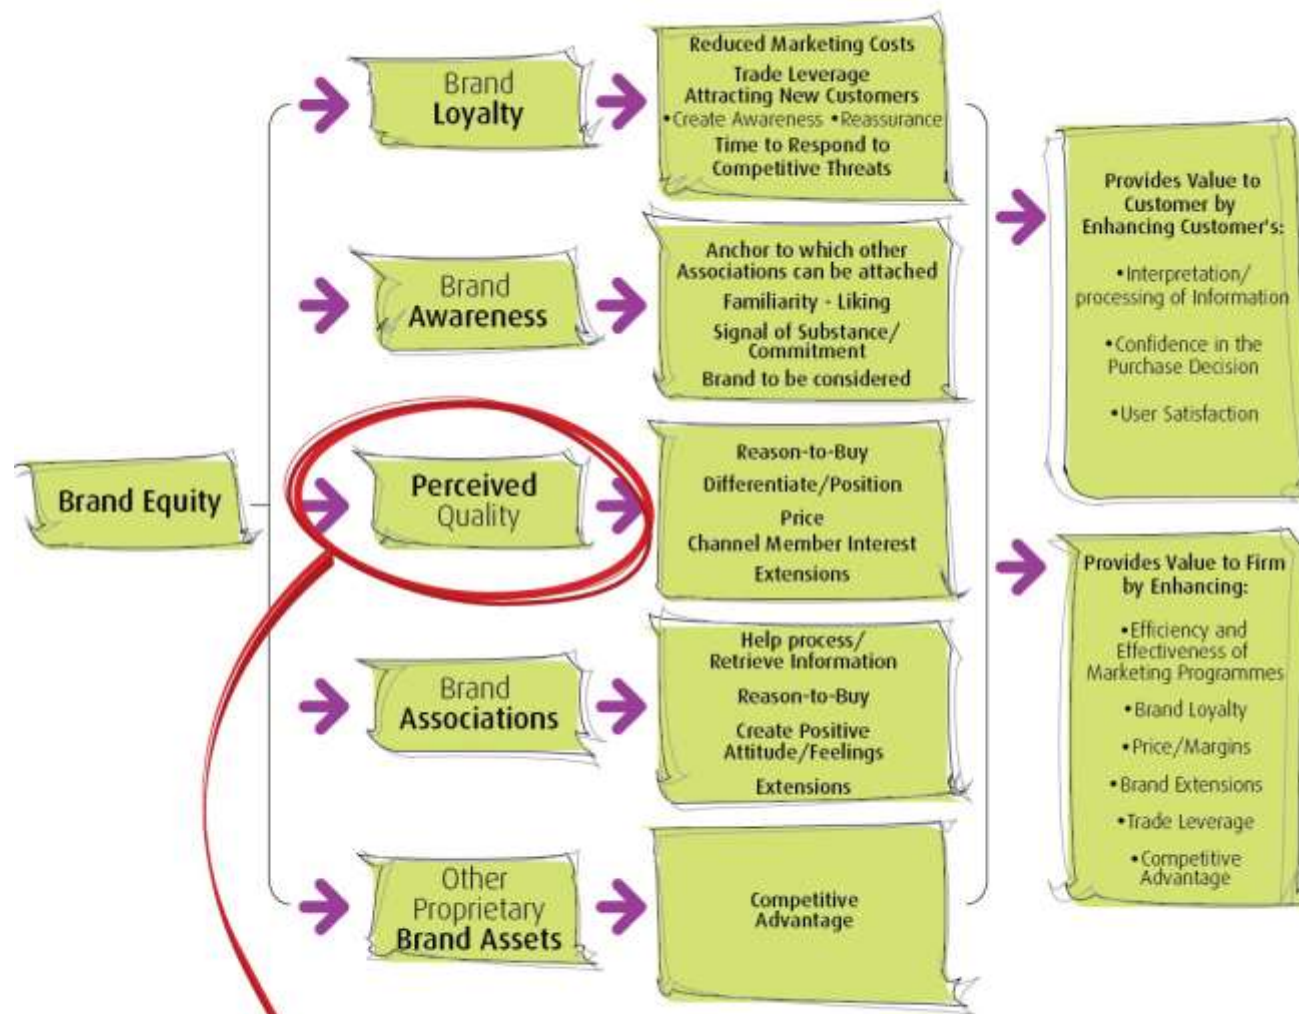 Brand
Loyalty
Reduced Marketing Costs
Trade Leverage
Attracting New Customers
•Create Awareness •Reassurance
Time to Respond to
Competitive Threats
Brand
Awareness
Anchor to which other
Associations can be attached
Familiarity - Liking
Signal of Substance/
Commitment
Brand to be considered
Brand Equity
Perceived
Quality
Reason-to-Buy
Differentiate/Position
Price
Channel Member Interest
Extensions
Brand
Associations
Help process/
Retrieve Information
Reason-to-Buy
Create Positive
Attitude/Feelings
Extensions
Other
Proprietary
Brand Assets
Competitive
Advantage
Provides Value to
Customer by
Enhancing Customer's:
•Interpretation/
processing of Information
•Confidence in the
Purchase Decision
•User Satisfaction
Provides Value to Firm
by Enhancing:
•Efficiency and
Effectiveness of
Marketing Programmes
•Brand Loyalty
•Price/Margins
•Brand Extensions
•Trade Leverage
•Competitive
Advantage